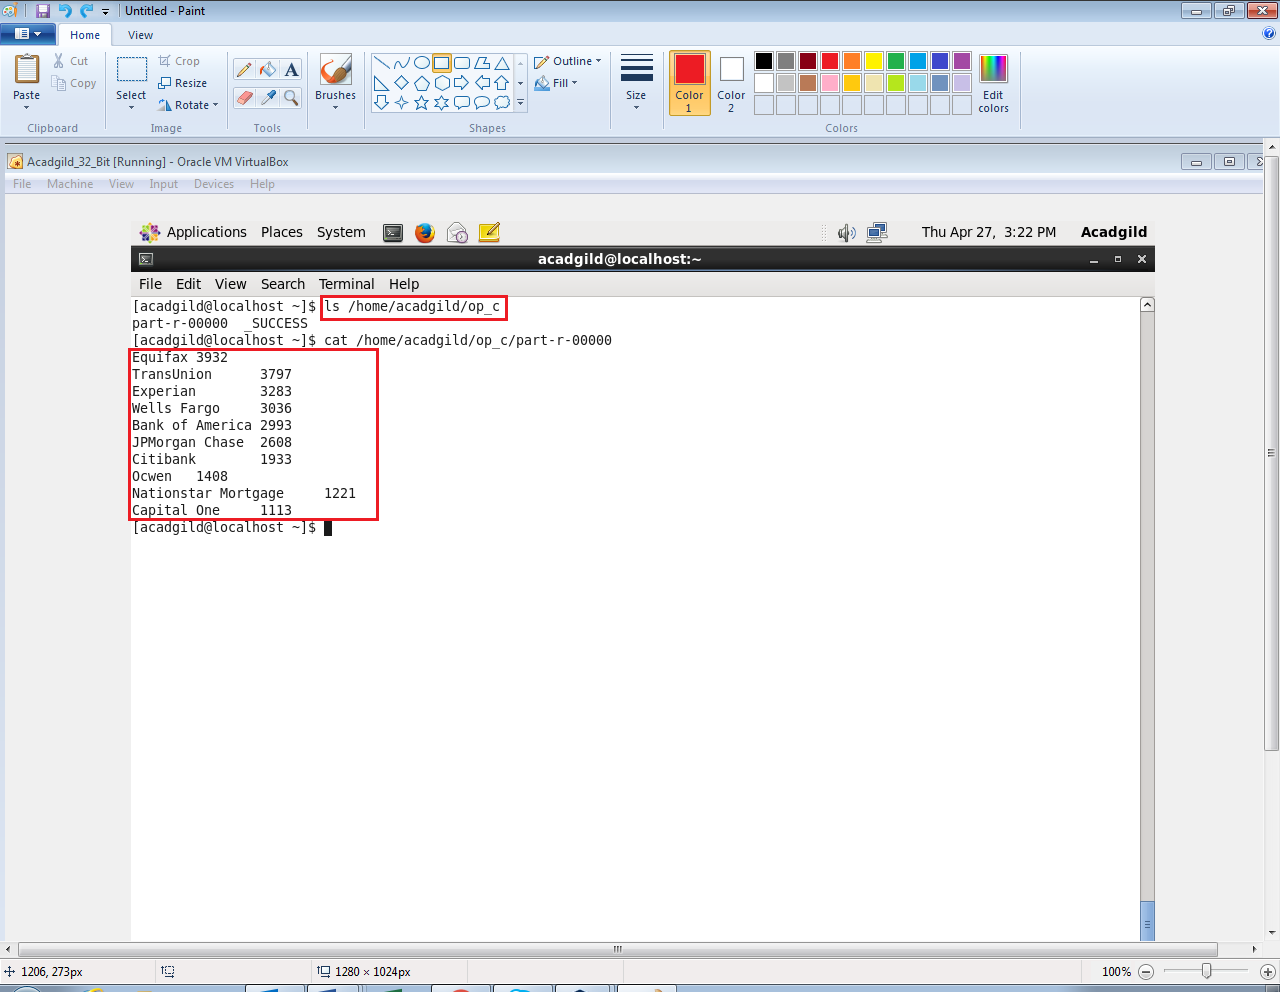 Untitled - Paint
Home View
Paste Cut Copy Clipboard
Select Crop Resize Rotate Image
Tools
Brushes
Shapes
Outline Fill
Size
Color 1 Color 2 Edit colors Colors
Acadgild_32_Bit [Running] - Oracle VM VirtualBox
File Machine View Input Devices Help
Applications Places System Thu Apr 27, 3:22 PM Acadgild
acadgild@localhost:~
File Edit View Search Terminal Help
[acadgild@localhost ~]$ ls /home/acadgild/op_c
part-r-00000 _SUCCESS
[acadgild@localhost ~]$ cat /home/acadgild/op_c/part-r-00000
Equifax 3932
TransUnion 3797
Experian 3283
Wells Fargo 3036
Bank of America 2993
JPMorgan Chase 2608
Citibank 1933
Ocwen 1408
Nationstar Mortgage 1221
Capital One 1113
[acadgild@localhost ~]$
1206, 273px 1280 × 1024px 100%